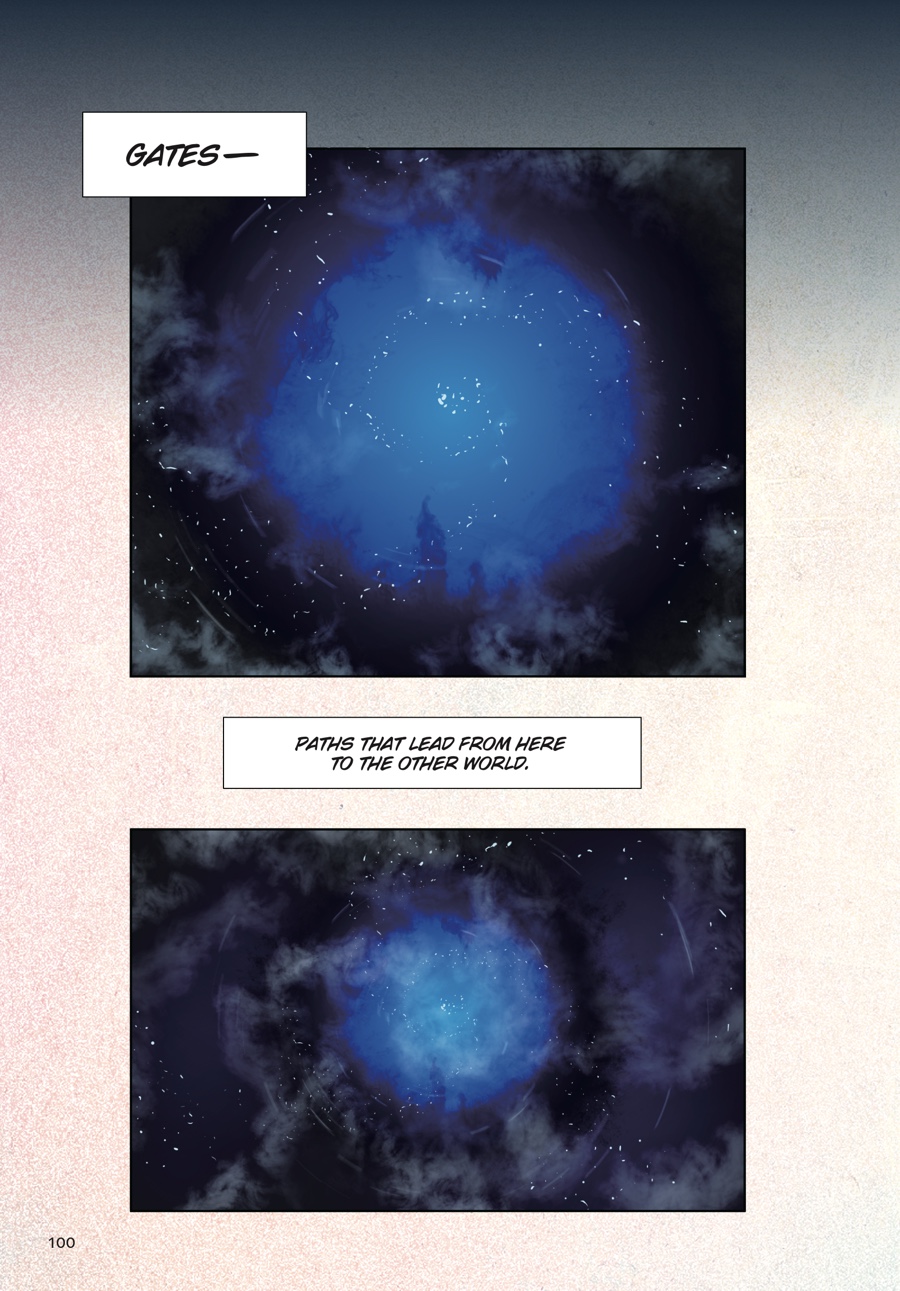 GATES—
PATHS THAT LEAD FROM HERE
TO THE OTHER WORLD.
100